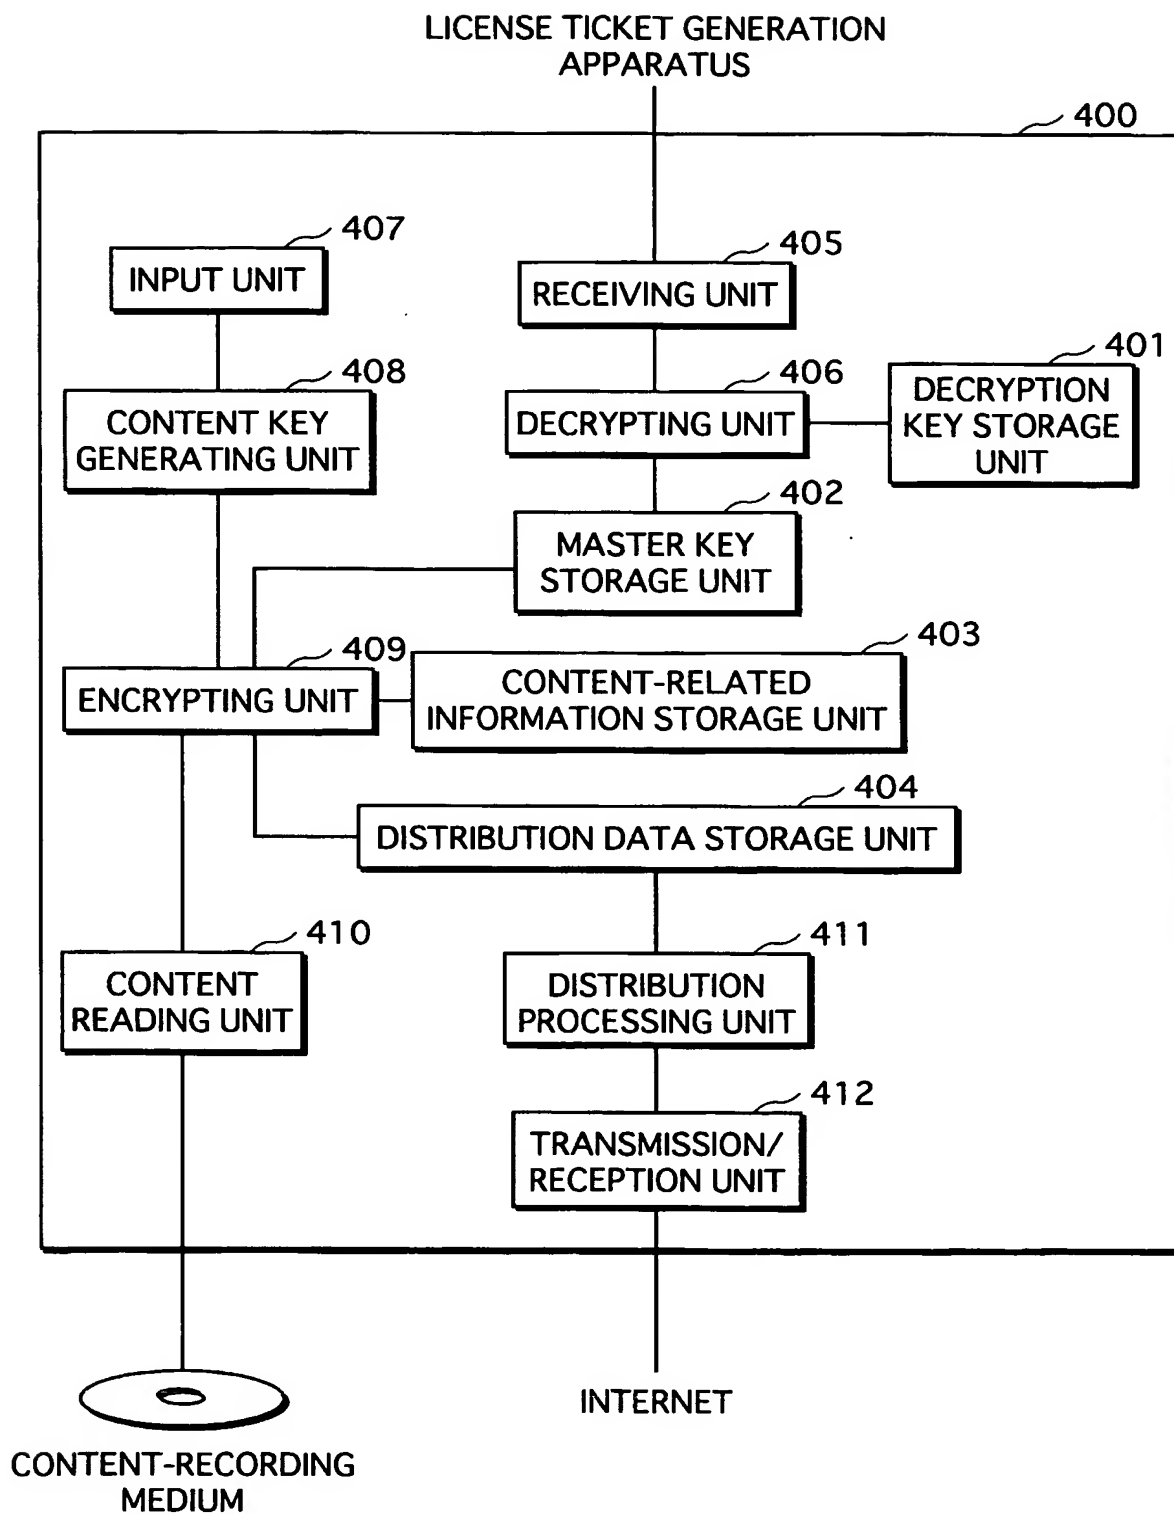 LICENSE TICKET GENERATION
APPARATUS
400
407
INPUT UNIT
405
RECEIVING UNIT
408
CONTENT KEY
GENERATING UNIT
406
DECRYPTING UNIT
401
DECRYPTION
KEY STORAGE
UNIT
402
MASTER KEY
STORAGE UNIT
409
ENCRYPTING UNIT
403
CONTENT-RELATED
INFORMATION STORAGE UNIT
404
DISTRIBUTION DATA STORAGE UNIT
410
CONTENT
READING UNIT
411
DISTRIBUTION
PROCESSING UNIT
412
TRANSMISSION/
RECEPTION UNIT
INTERNET
CONTENT-RECORDING
MEDIUM